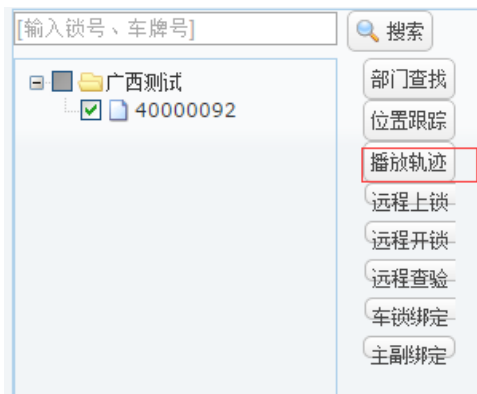 [输入锁号、车牌号]
搜索
广西测试
40000092
部门查找
位置跟踪
播放轨迹
远程上锁
远程开锁
远程查验
车锁绑定
主副绑定